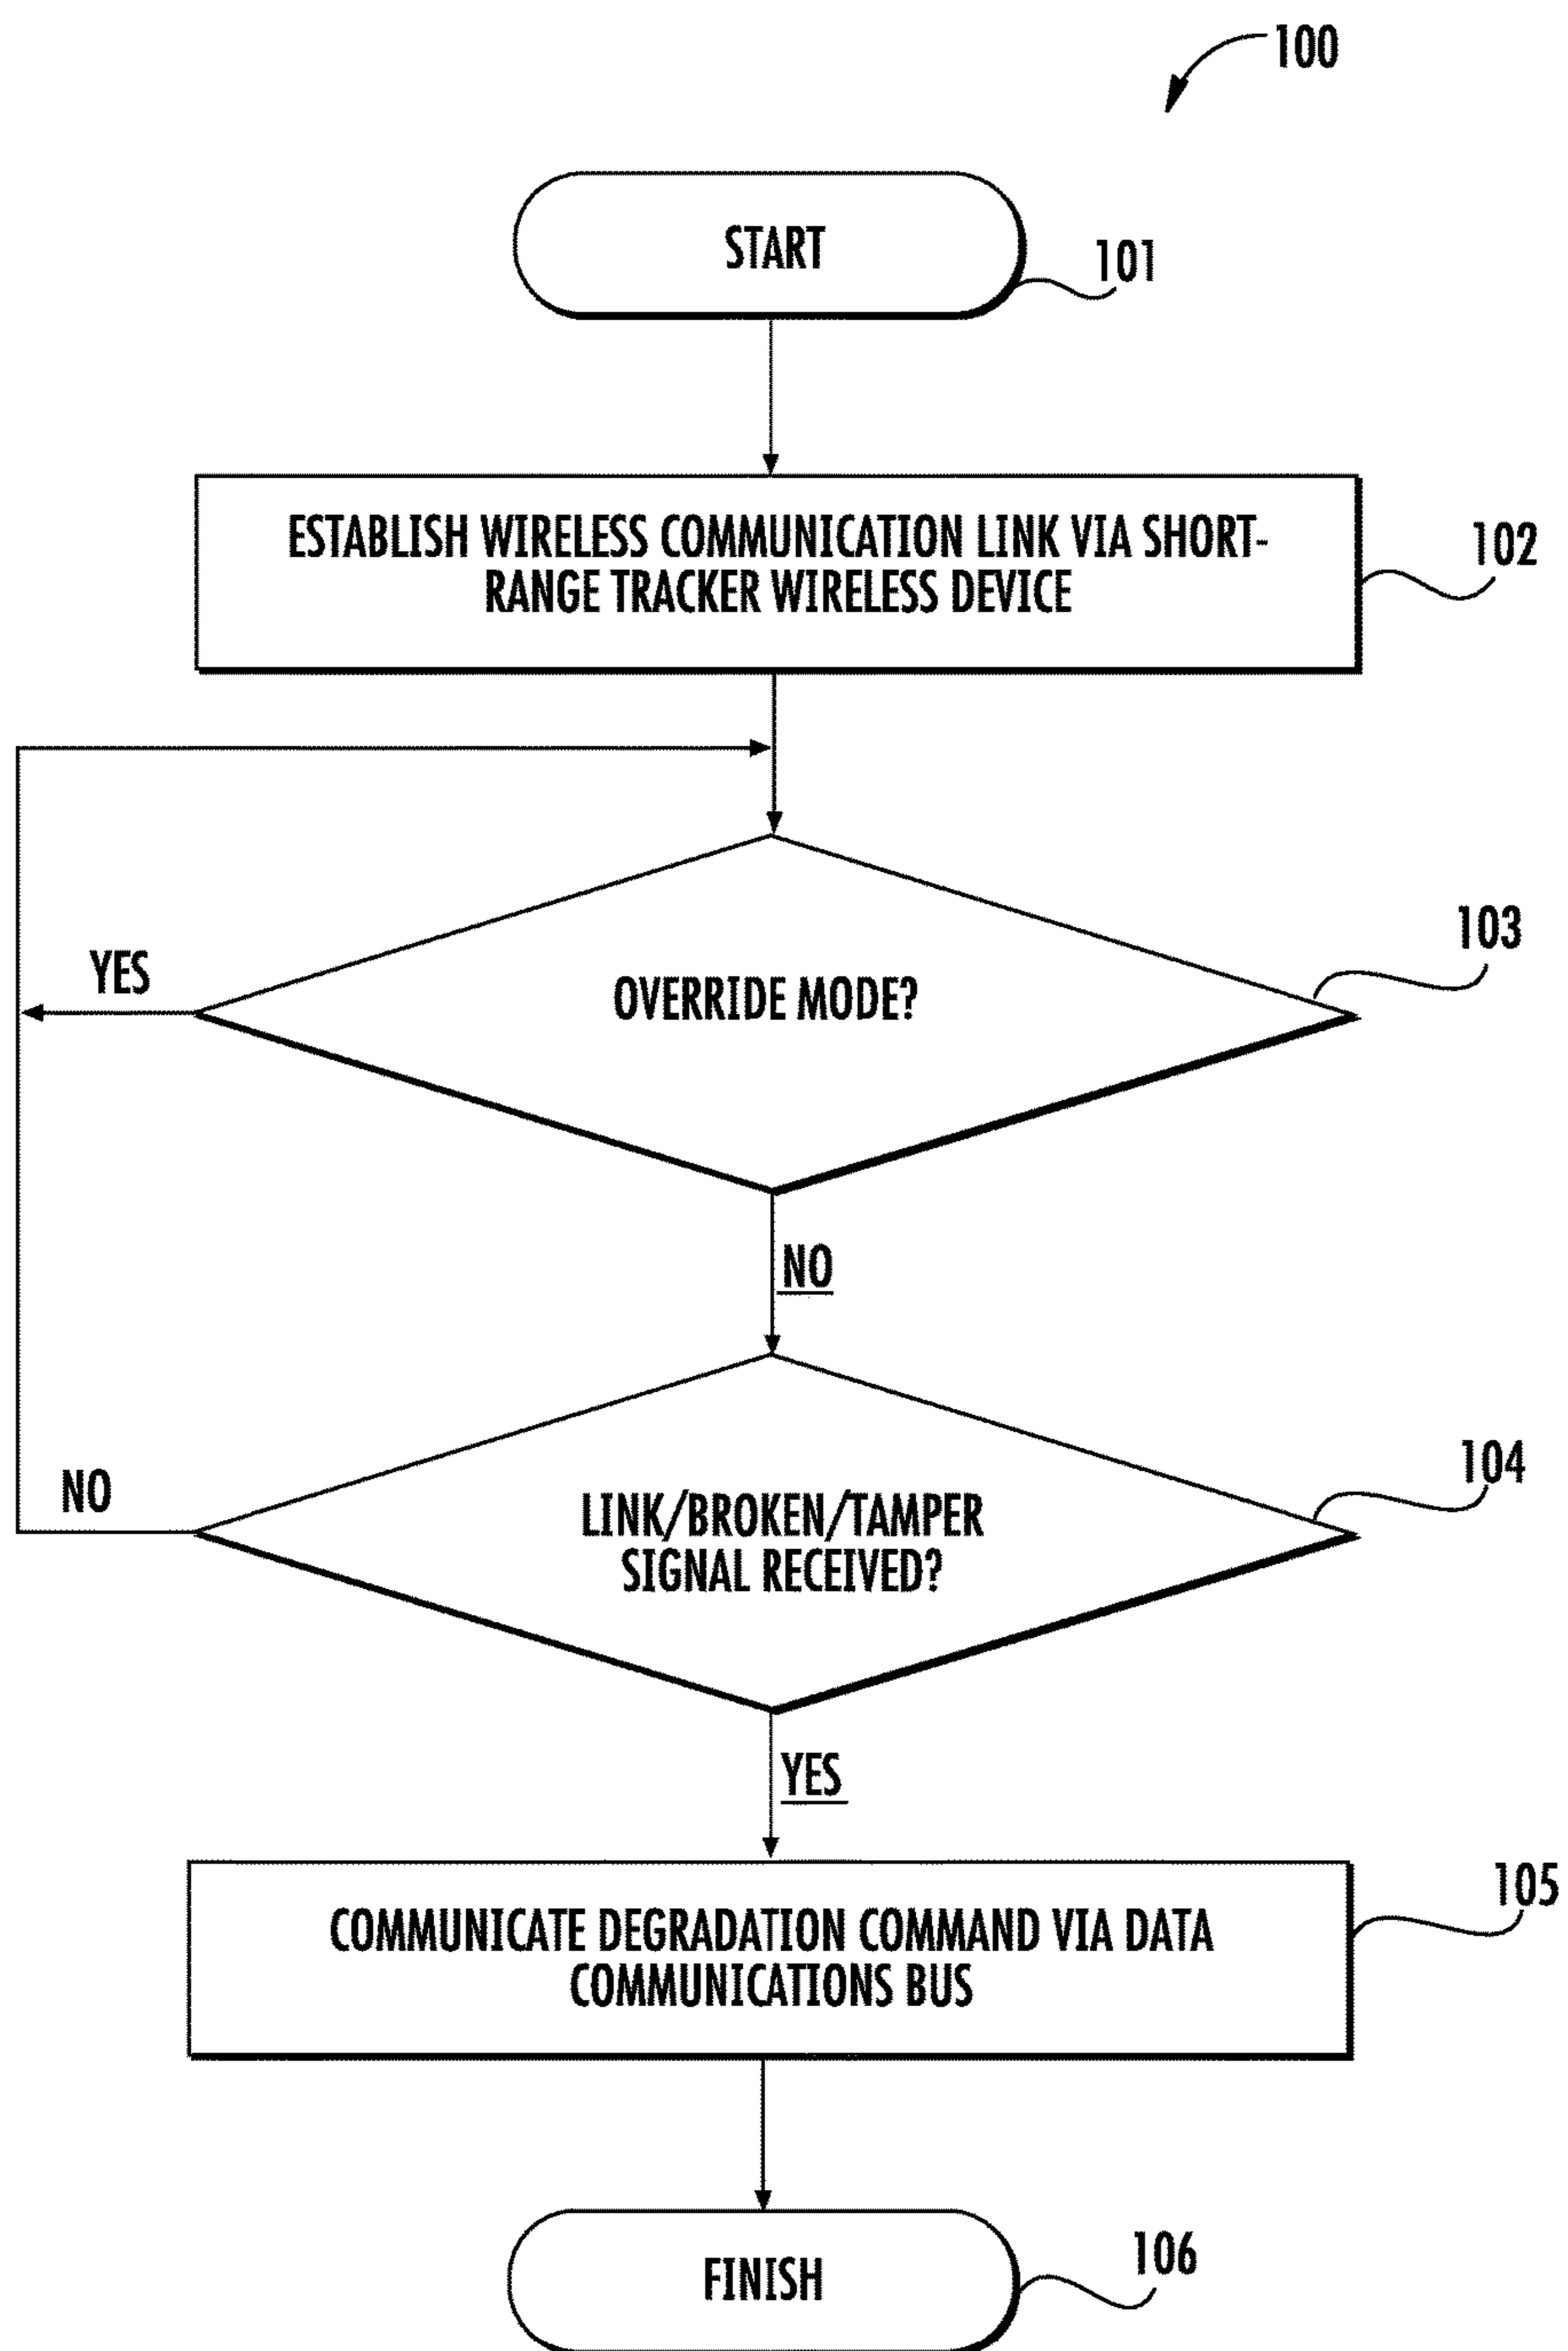 100
START
101
ESTABLISH WIRELESS COMMUNICATION LINK VIA SHORT-
RANGE TRACKER WIRELESS DEVICE
102
103
YES
OVERRIDE MODE?
NO
104
NO
LINK/BROKEN/TAMPER
SIGNAL RECEIVED?
YES
105
COMMUNICATE DEGRADATION COMMAND VIA DATA
COMMUNICATIONS BUS
106
FINISH